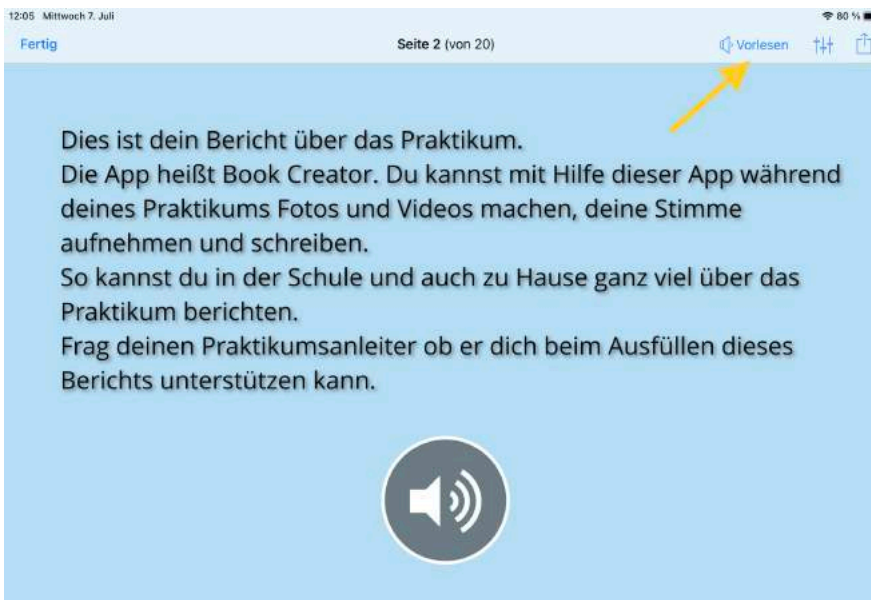 12:05 Mittwoch 7. Juli 80 %
Fertig Seite 2 (von 20) Vorlesen
Dies ist dein Bericht über das Praktikum.
Die App heißt Book Creator. Du kannst mit Hilfe dieser App während
deines Praktikums Fotos und Videos machen, deine Stimme
aufnehmen und schreiben.
So kannst du in der Schule und auch zu Hause ganz viel über das
Praktikum berichten.
Frag deinen Praktikumsanleiter ob er dich beim Ausfüllen dieses
Berichts unterstützen kann.